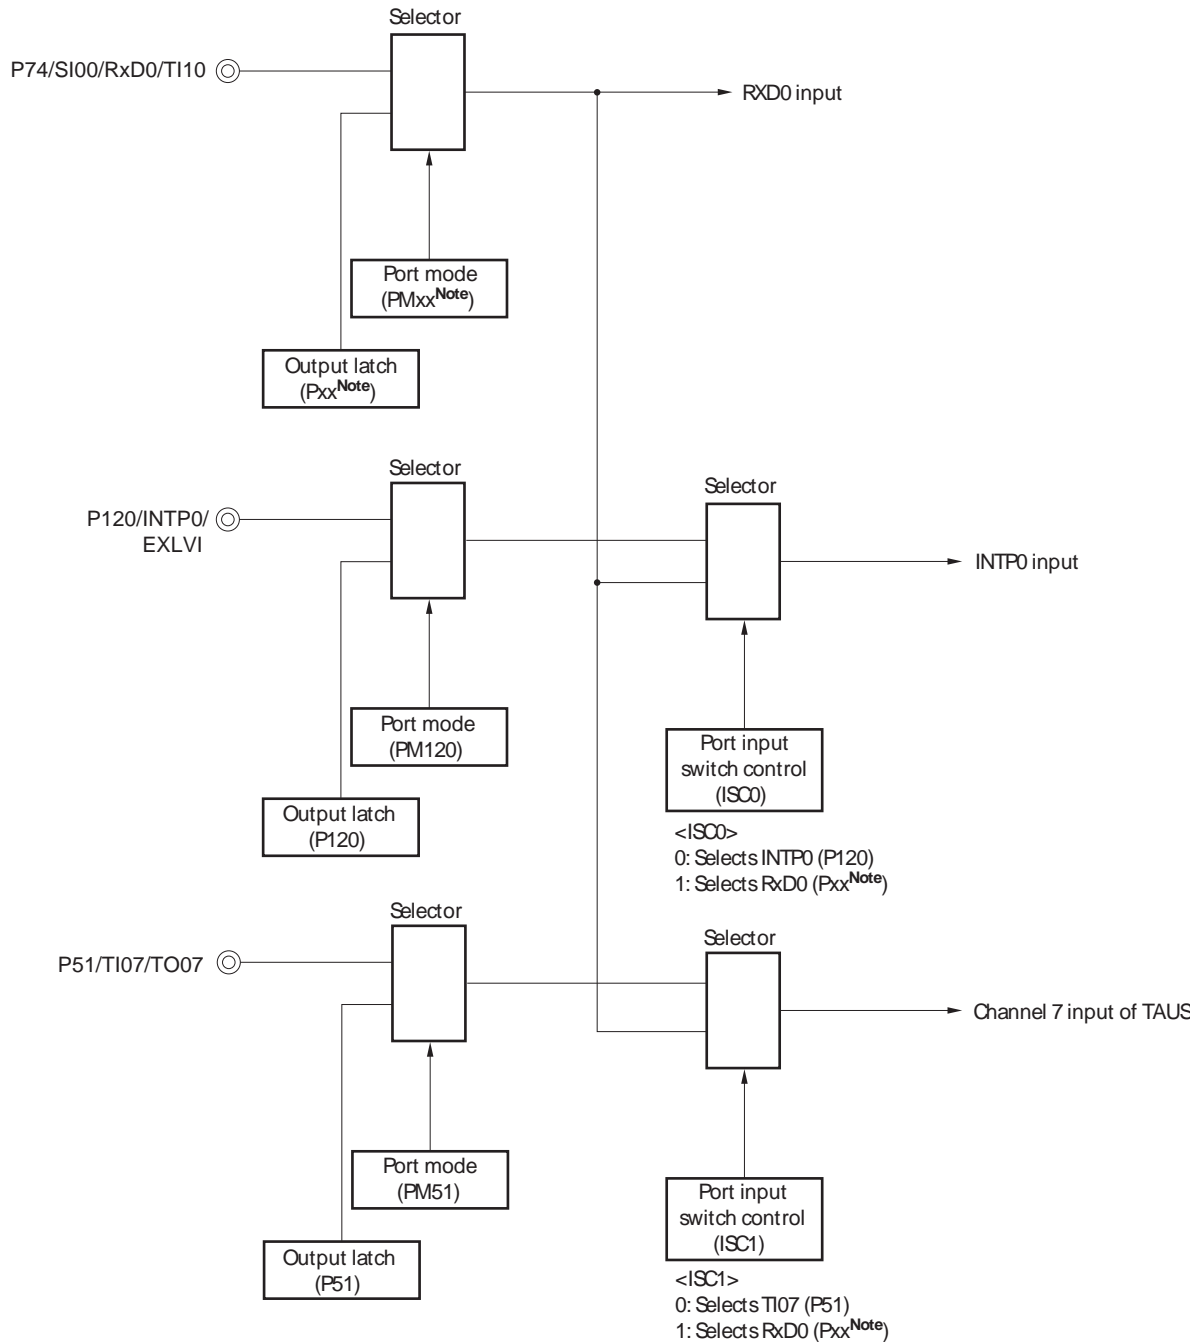 Selector
P74/SI00/RxD0/TI10
RXD0 input
Port mode
(PMxxNote)
Output latch
(PxxNote)
Selector
Selector
P120/INTP0/
EXLVI
INTP0 input
Port mode
(PM120)
Port input
switch control
(ISC0)
Output latch
(P120)
<ISC0>
0: Selects INTP0 (P120)
1: Selects RxD0 (PxxNote)
Selector
Selector
P51/TI07/TO07
Channel 7 input of TAUS
Port mode
(PM51)
Port input
switch control
(ISC1)
Output latch
(P51)
<ISC1>
0: Selects TI07 (P51)
1: Selects RxD0 (PxxNote)